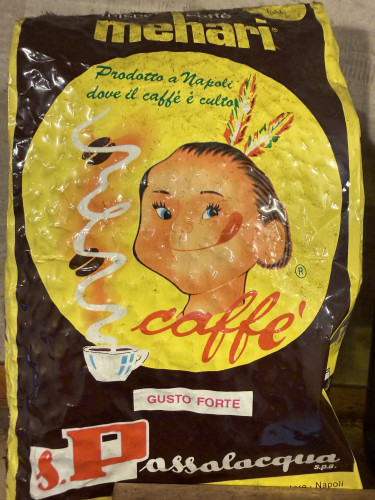 mehari®
Prodotto a Napoli
dove il caffè è culto
®
caffè
GUSTO FORTE
S.Passalacqua
s.p.a.
Napoli